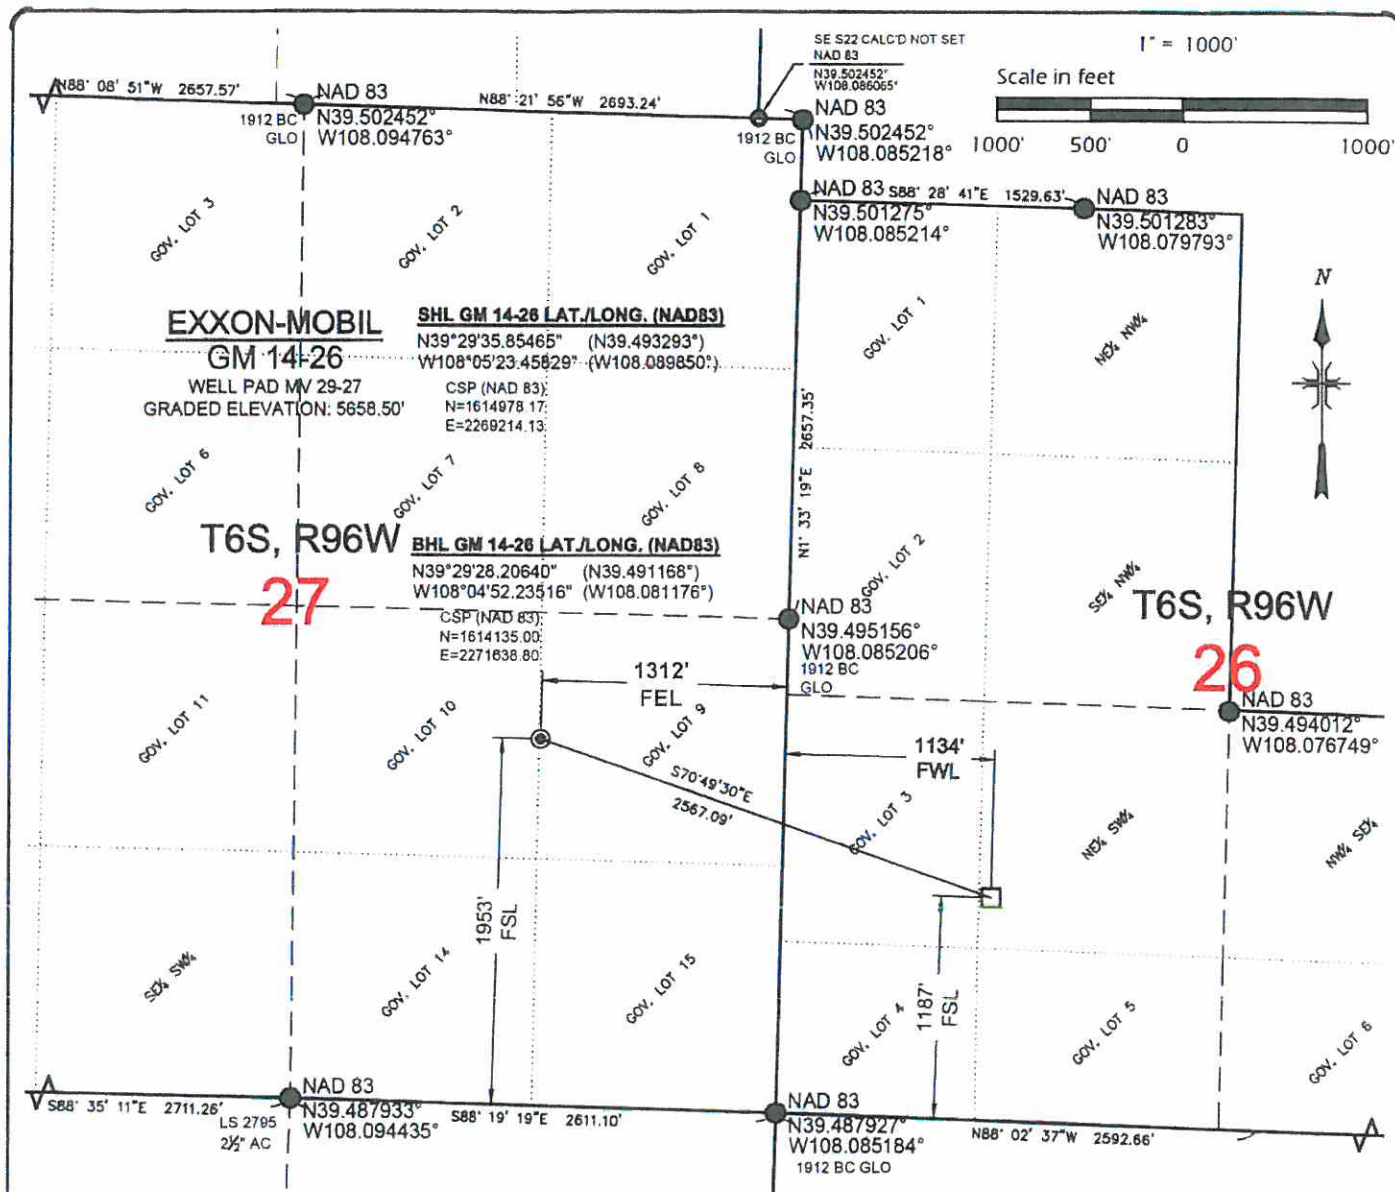 SE S22 CALC'D NOT SET
NAD 83
N39.502452°
W108.086065°
1" = 1000'
Scale in feet
1000' 500' 0 1000'
N88° 08' 51"W 2657.57'
NAD 83
N39.502452°
W108.094763°
1912 BC
GLO
N88° 21' 56"W 2693.24'
1912 BC
GLO
NAD 83
N39.502452°
W108.085218°
NAD 83
N39.501275°
W108.085214°
S88° 28' 41"E 1529.63'
NAD 83
N39.501283°
W108.079793°
N
GOV. LOT 3
GOV. LOT 2
GOV. LOT 1
GOV. LOT 1
NE¼ NW¼
EXXON-MOBIL
GM 14-26
WELL PAD MV 29-27
GRADED ELEVATION: 5658.50'
SHL GM 14-26 LAT./LONG. (NAD83)
N39°29'35.85465" (N39.493293°)
W108°05'23.45829" (W108.089850°)
CSP (NAD 83)
N=1614978.17
E=2269214.13
N1° 33' 19"E 2657.35'
GOV. LOT 6
GOV. LOT 7
GOV. LOT 8
GOV. LOT 2
SE¼ NW¼
T6S, R96W
27
BHL GM 14-26 LAT./LONG. (NAD83)
N39°29'28.20640" (N39.491168°)
W108°04'52.23516" (W108.081176°)
CSP (NAD 83)
N=1614135.00
E=2271638.80
T6S, R96W
26
NAD 83
N39.495156°
W108.085206°
1912 BC
GLO
NAD 83
N39.494012°
W108.076749°
1312'
FEL
GOV. LOT 11
GOV. LOT 10
GOV. LOT 9
1134'
FWL
S70°49'30"E
2567.09'
GOV. LOT 3
NE¼ SW¼
NW¼ SE¼
1953'
FSL
1187'
FSL
SE¼ SW¼
GOV. LOT 14
GOV. LOT 15
GOV. LOT 4
GOV. LOT 5
GOV. LOT 6
S88° 35' 11"E 2711.26'
LS 2795
2½" AC
NAD 83
N39.487933°
W108.094435°
S88° 19' 19"E 2611.10'
NAD 83
N39.487927°
W108.085184°
1912 BC GLO
N88° 02' 37"W 2592.66'